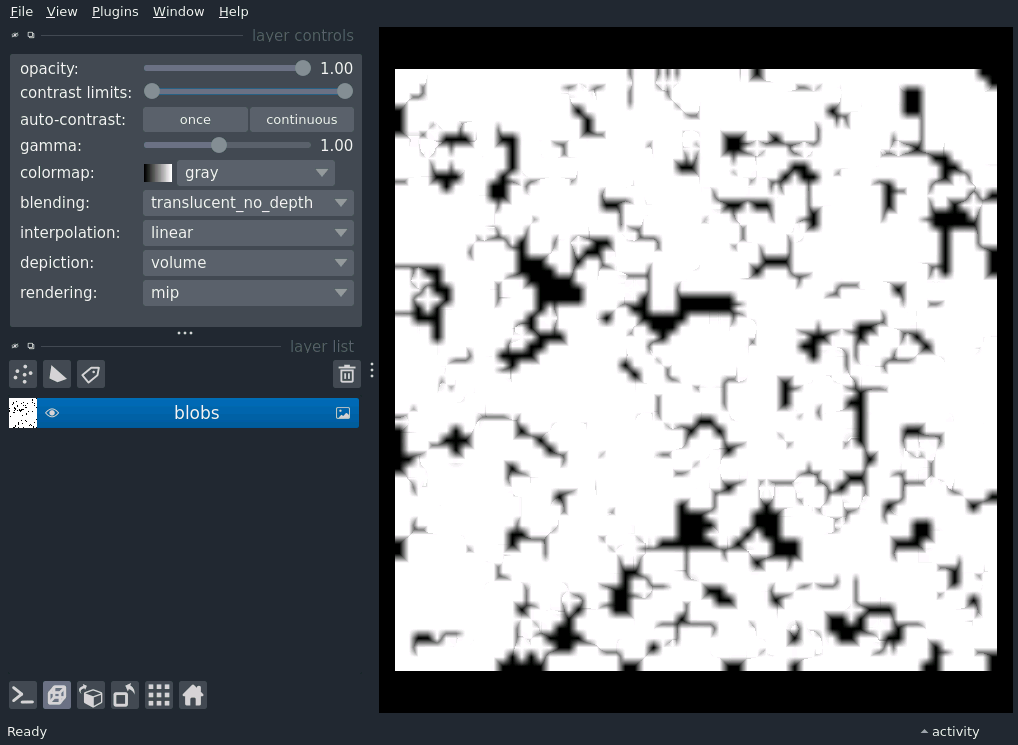 File View Plugins Window Help
layer controls
opacity: 1.00
contrast limits:
auto-contrast: once continuous
gamma: 1.00
colormap: gray
blending: translucent_no_depth
interpolation: linear
depiction: volume
rendering: mip
layer list
blobs
Ready activity